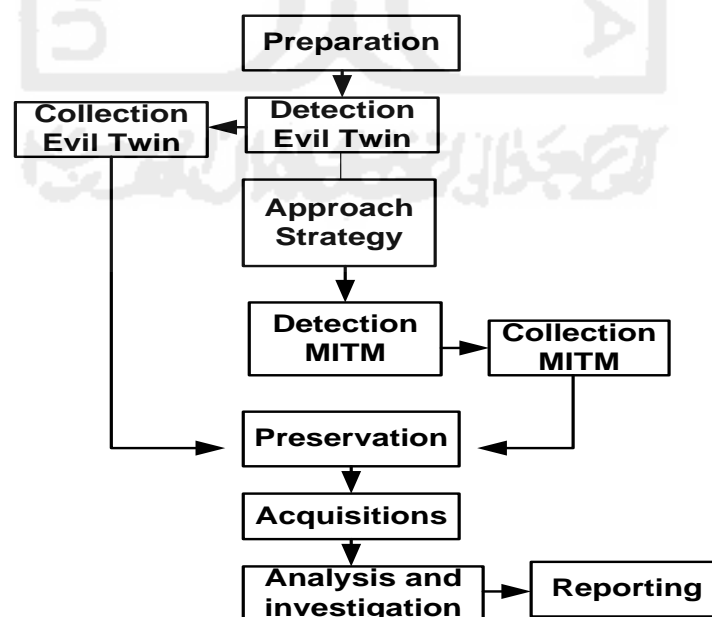 Preparation
Collection
Evil Twin
Detection
Evil Twin
Approach
Strategy
Detection
MITM
Collection
MITM
Preservation
Acquisitions
Analysis and
investigation
Reporting